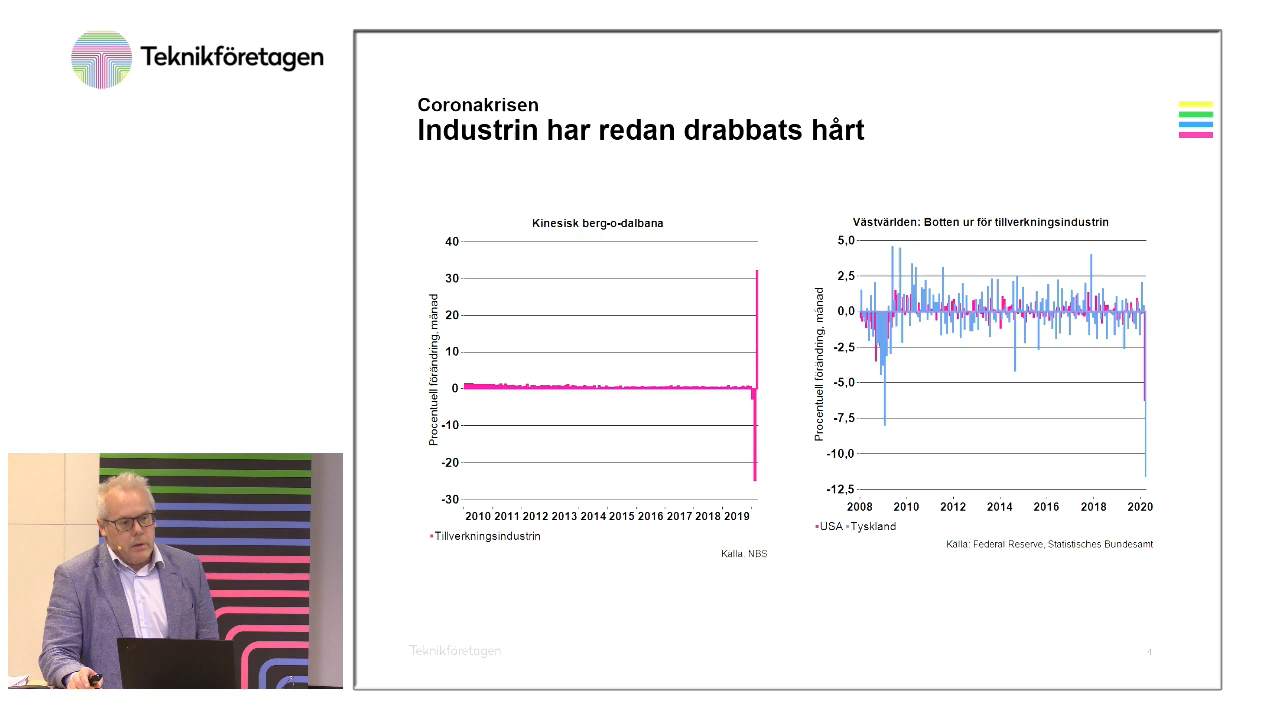 Teknikföretagen
Coronakrisen
Industrin har redan drabbats hårt
Kinesisk berg-o-dalbana
40
30
20
10
0
-10
-20
-30
Procentuell förändring, månad
2010 2011 2012 2013 2014 2015 2016 2017 2018 2019
Tillverkningsindustrin
Källa: NBS
Västvärlden: Botten ur för tillverkningsindustrin
5,0
2,5
0,0
-2,5
-5,0
-7,5
-10,0
-12,5
Procentuell förändring, månad
2008 2010 2012 2014 2016 2018 2020
USA Tyskland
Källa: Federal Reserve, Statistisches Bundesamt
Teknikföretagen
4